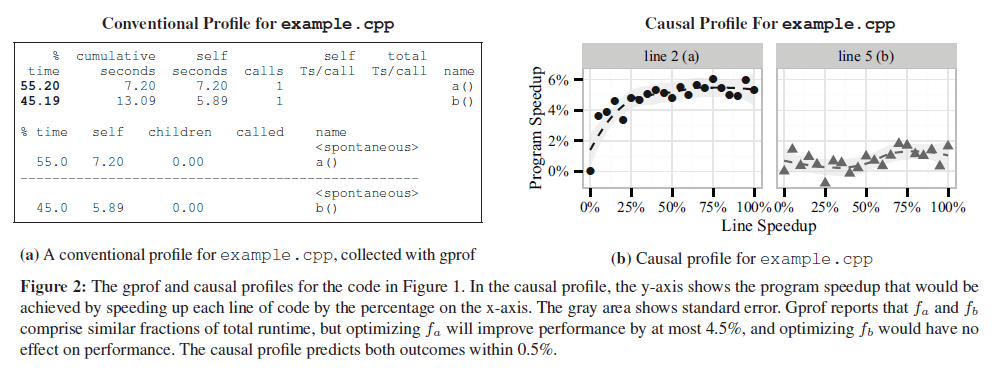 Conventional Profile for example.cpp
% cumulative self self total
time seconds seconds calls Ts/call Ts/call name
55.20 7.20 7.20 1 a()
45.19 13.09 5.89 1 b()
% time self children called name
<spontaneous>
55.0 7.20 0.00 a()
<spontaneous>
45.0 5.89 0.00 b()
(a) A conventional profile for example.cpp, collected with gprof
Causal Profile For example.cpp
line 2 (a) line 5 (b)
Program Speedup
6%
4%
2%
0%
0% 25% 50% 75% 100% 0% 25% 50% 75% 100%
Line Speedup
(b) Causal profile for example.cpp
Figure 2: The gprof and causal profiles for the code in Figure 1. In the causal profile, the y-axis shows the program speedup that would be
achieved by speeding up each line of code by the percentage on the x-axis. The gray area shows standard error. Gprof reports that fa and fb
comprise similar fractions of total runtime, but optimizing fa will improve performance by at most 4.5%, and optimizing fb would have no
effect on performance. The causal profile predicts both outcomes within 0.5%.